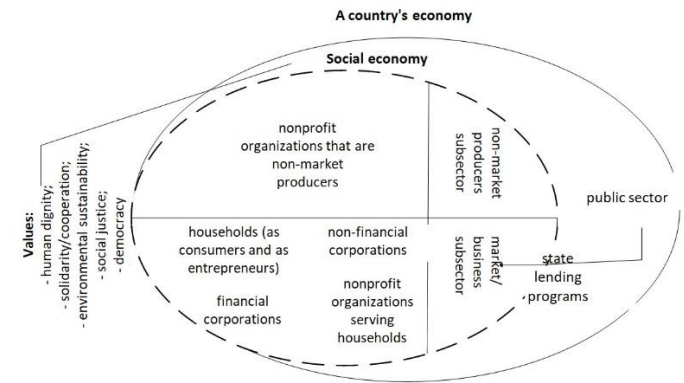 A country's economy
Social economy
nonprofit
organizations that are
non-market
producers
non-market
producers
subsector
public sector
Values:
- human dignity;
- solidarity/cooperation;
- environmental sustainability;
- social justice;
- democracy
households (as
consumers and as
entrepreneurs)
non-financial
corporations
market/
business
subsector
state
lending
programs
financial
corporations
nonprofit
organizations
serving
households